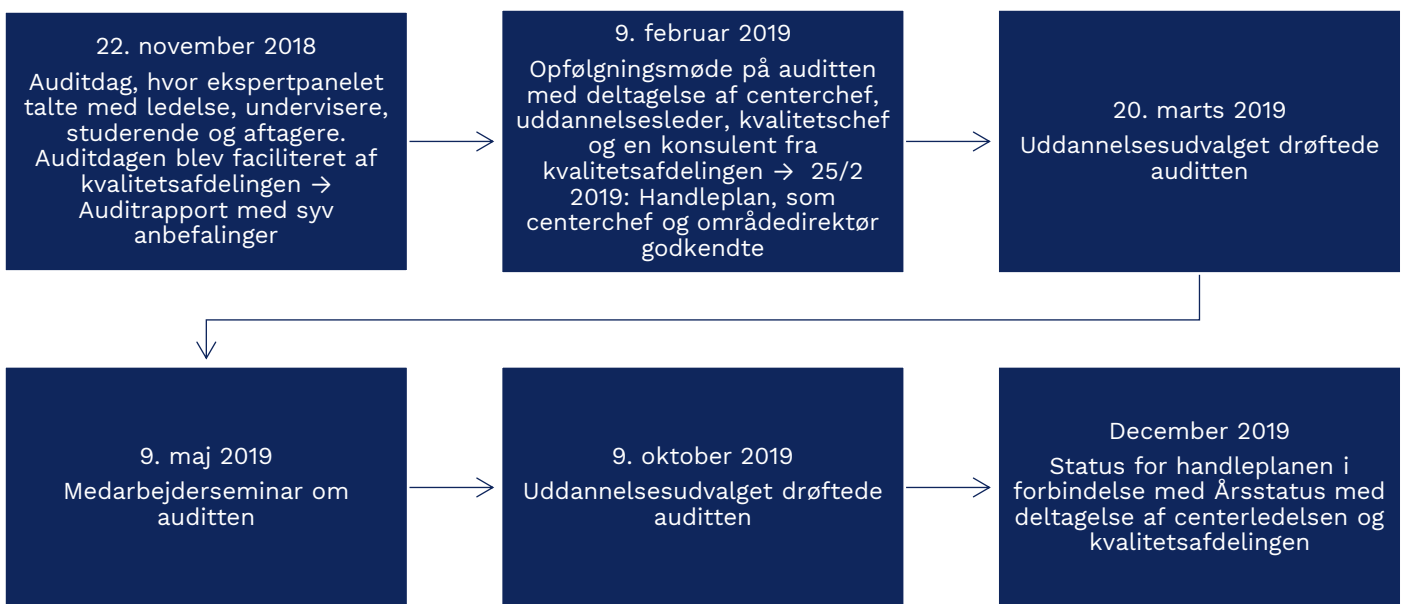 22. november 2018
Auditdag, hvor ekspertpanelet
talte med ledelse, undervisere,
studerende og aftagere.
Auditdagen blev faciliteret af
kvalitetsafdelingen →
Auditrapport med syv
anbefalinger
9. februar 2019
Opfølgningsmøde på auditten
med deltagelse af centerchef,
uddannelsesleder, kvalitetschef
og en konsulent fra
kvalitetsafdelingen → 25/2
2019: Handleplan, som
centerchef og områdedirektør
godkendte
20. marts 2019
Uddannelsesudvalget drøftede
auditten
9. maj 2019
Medarbejderseminar om
auditten
9. oktober 2019
Uddannelsesudvalget drøftede
auditten
December 2019
Status for handleplanen i
forbindelse med Årsstatus med
deltagelse af centerledelsen og
kvalitetsafdelingen